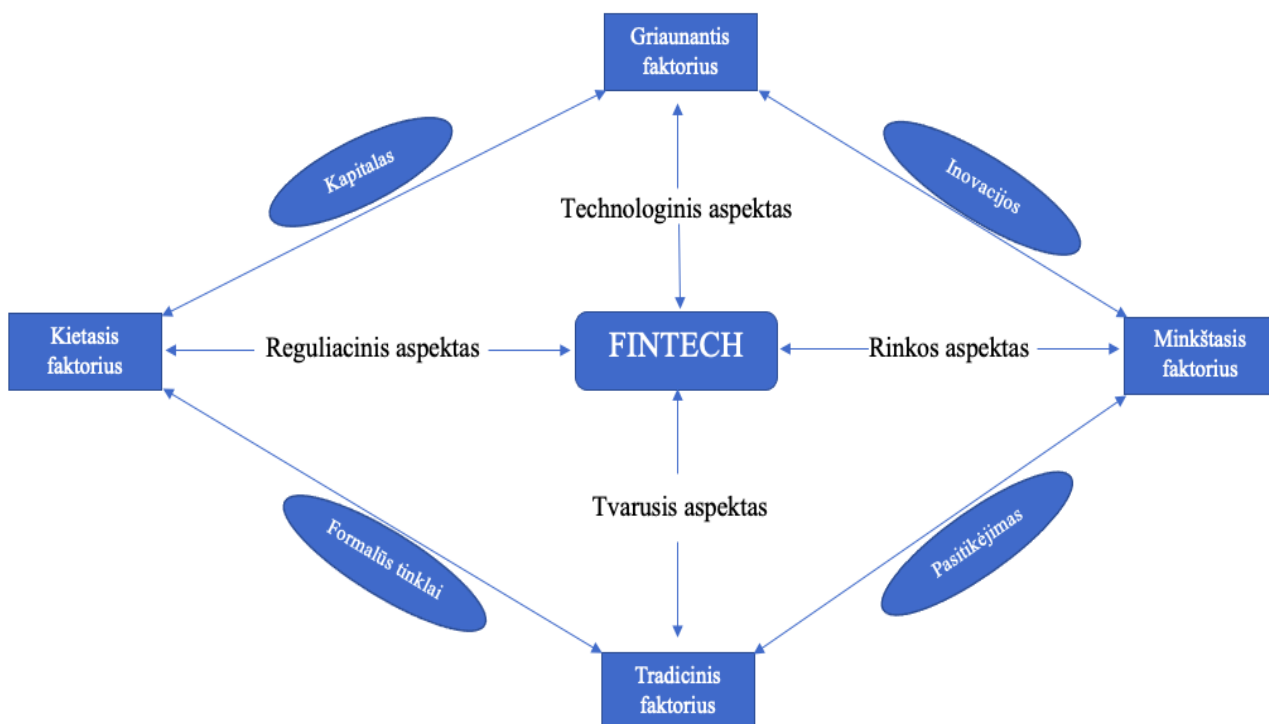 Griaunantis
faktorius
Kapitalas
Inovacijos
Technologinis aspektas
Kietasis
faktorius
Reguliacinis aspektas
FINTECH
Rinkos aspektas
Minkštasis
faktorius
Tvarusis aspektas
Formalūs tinklai
Pasitikėjimas
Tradicinis
faktorius